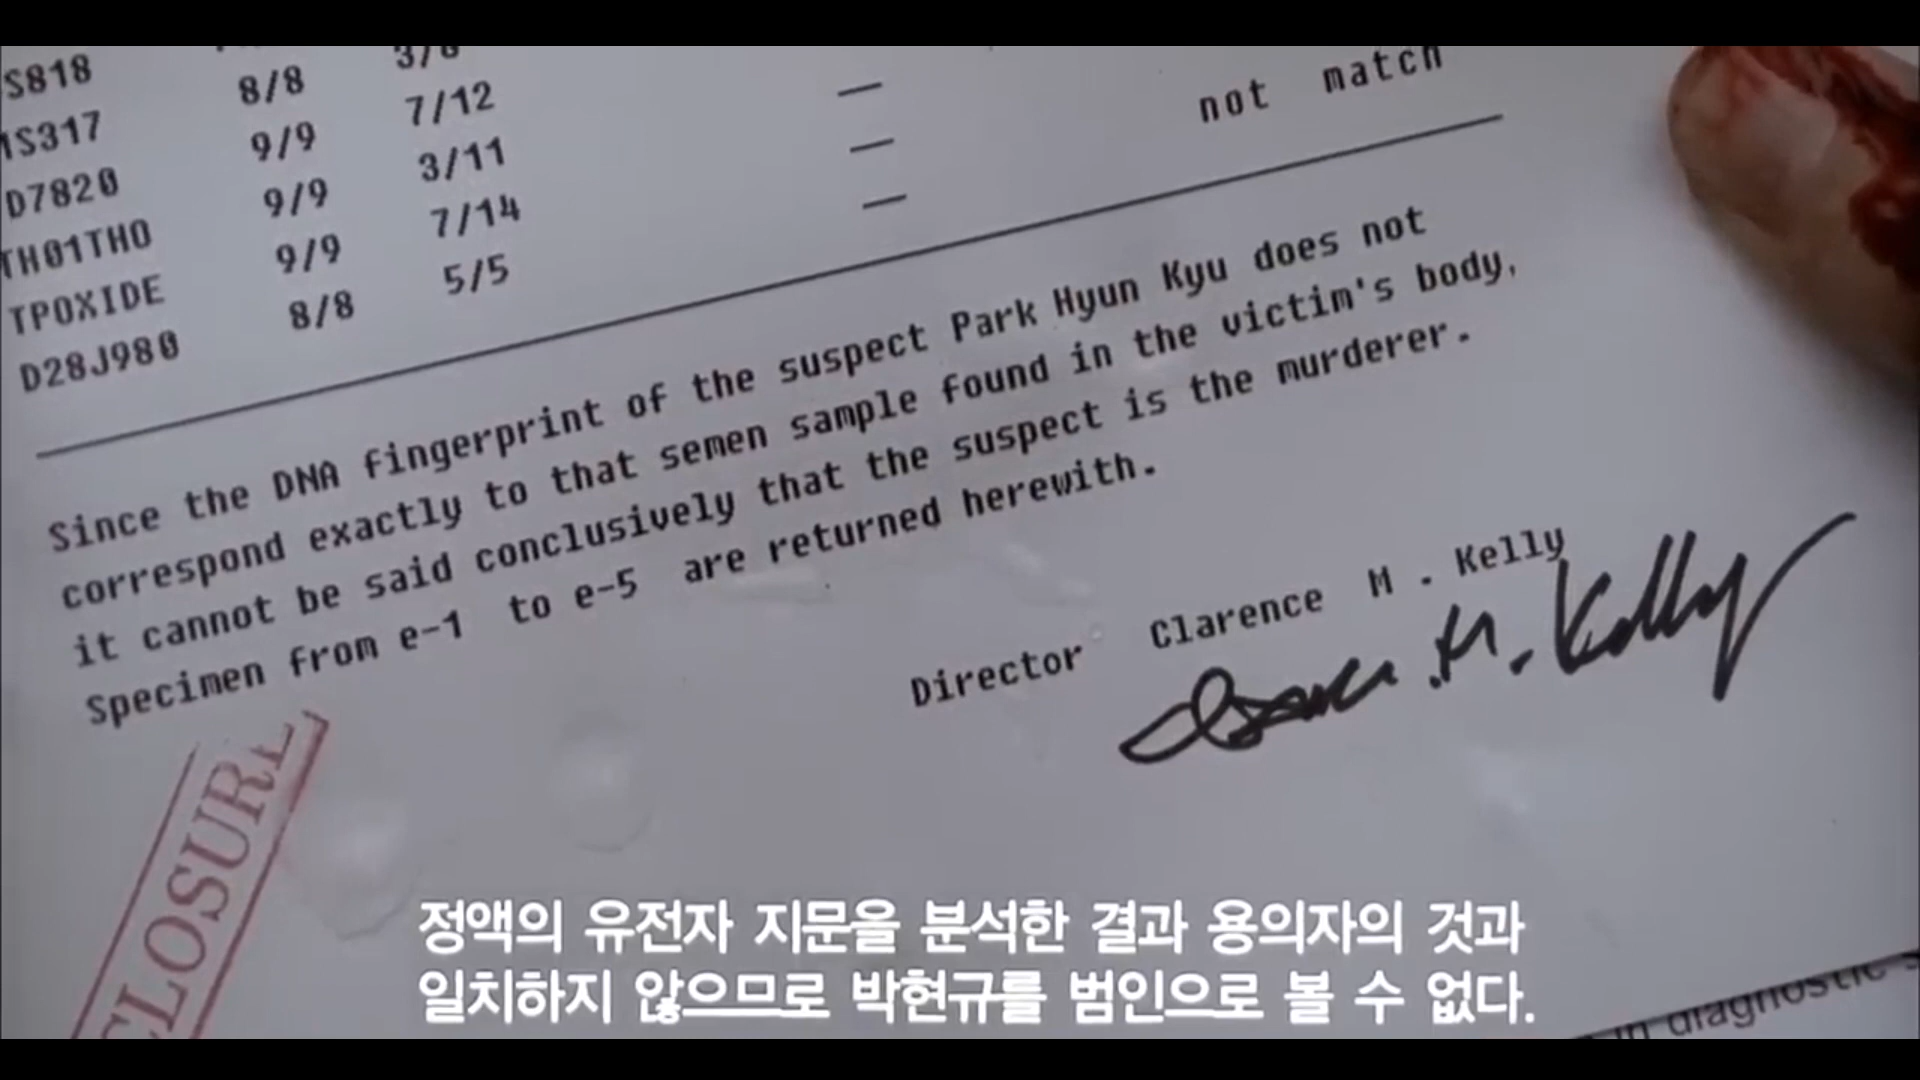 S818 8/8 3/8
1S317 9/9 7/12 —
D7820 9/9 3/11 — not match
TH01THO 9/9 7/14 —
TPOXIDE 8/8 5/5
D28J980
Since the DNA fingerprint of the suspect Park Hyun Kyu does not
correspond exactly to that semen sample found in the victim's body,
it cannot be said conclusively that the suspect is the murderer.
Specimen from e-1 to e-5 are returned herewith.
Director Clarence M . Kelly
M. Kelly
CLOSURE
in diagnostic s
정액의 유전자 지문을 분석한 결과 용의자의 것과
일치하지 않으므로 박현규를 범인으로 볼 수 없다.